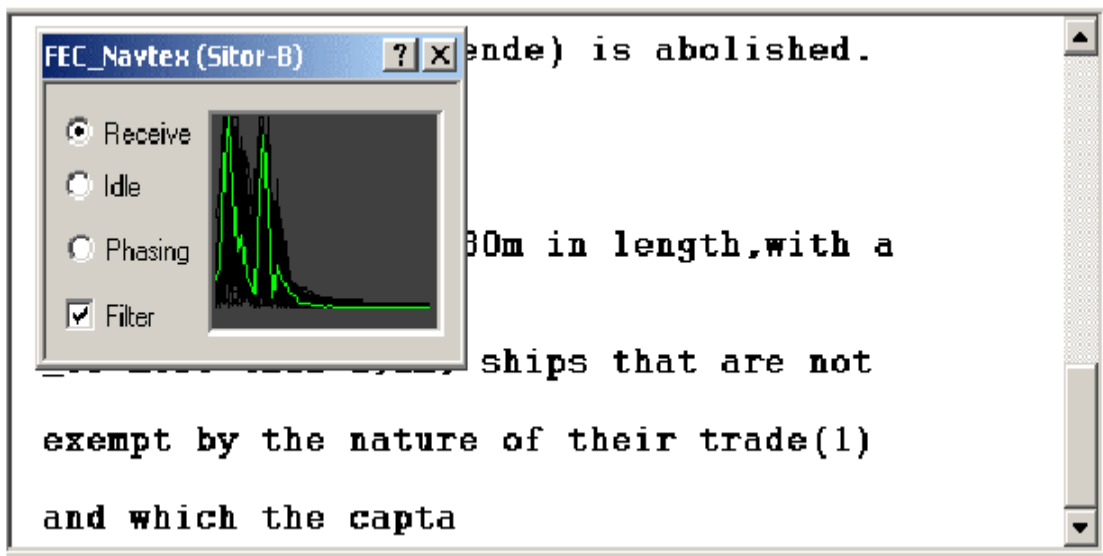 FEC_Navtex (Sitor-B)
Receive
Idle
Phasing
Filter
ende) is abolished.
30m in length,with a
ships that are not
exempt by the nature of their trade(1)
and which the capta